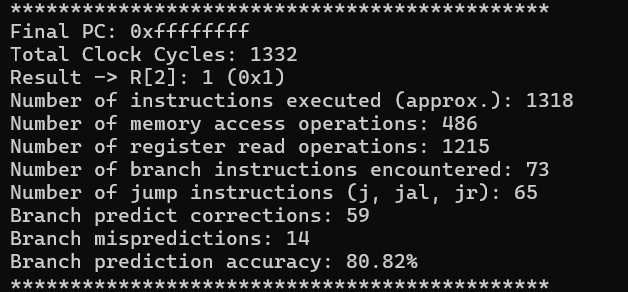 *********************************************
Final PC: 0xffffffff
Total Clock Cycles: 1332
Result -> R[2]: 1 (0x1)
Number of instructions executed (approx.): 1318
Number of memory access operations: 486
Number of register read operations: 1215
Number of branch instructions encountered: 73
Number of jump instructions (j, jal, jr): 65
Branch predict corrections: 59
Branch mispredictions: 14
Branch prediction accuracy: 80.82%
*********************************************